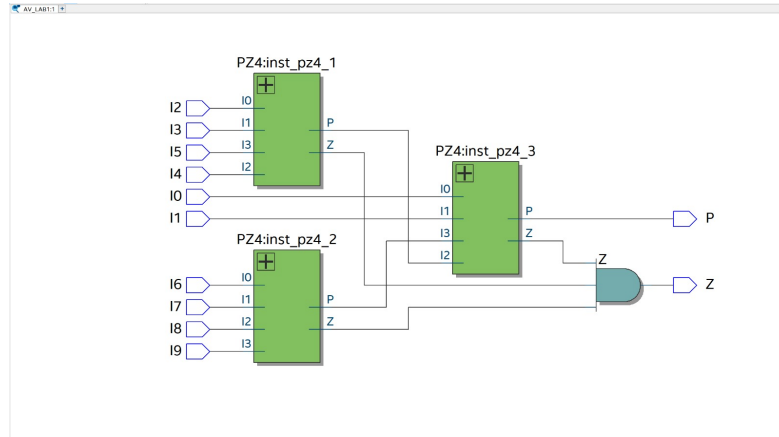 AV_LAB1:1
PZ4:inst_pz4_1
I2 I0
I3 I1 P
I5 I3 Z
I4 I2
PZ4:inst_pz4_3
I0 I0
I1 I1 P P
PZ4:inst_pz4_2
I3 Z
I2 Z
I6 I0 Z
I7 I1 P
I8 I2 Z
I9 I3